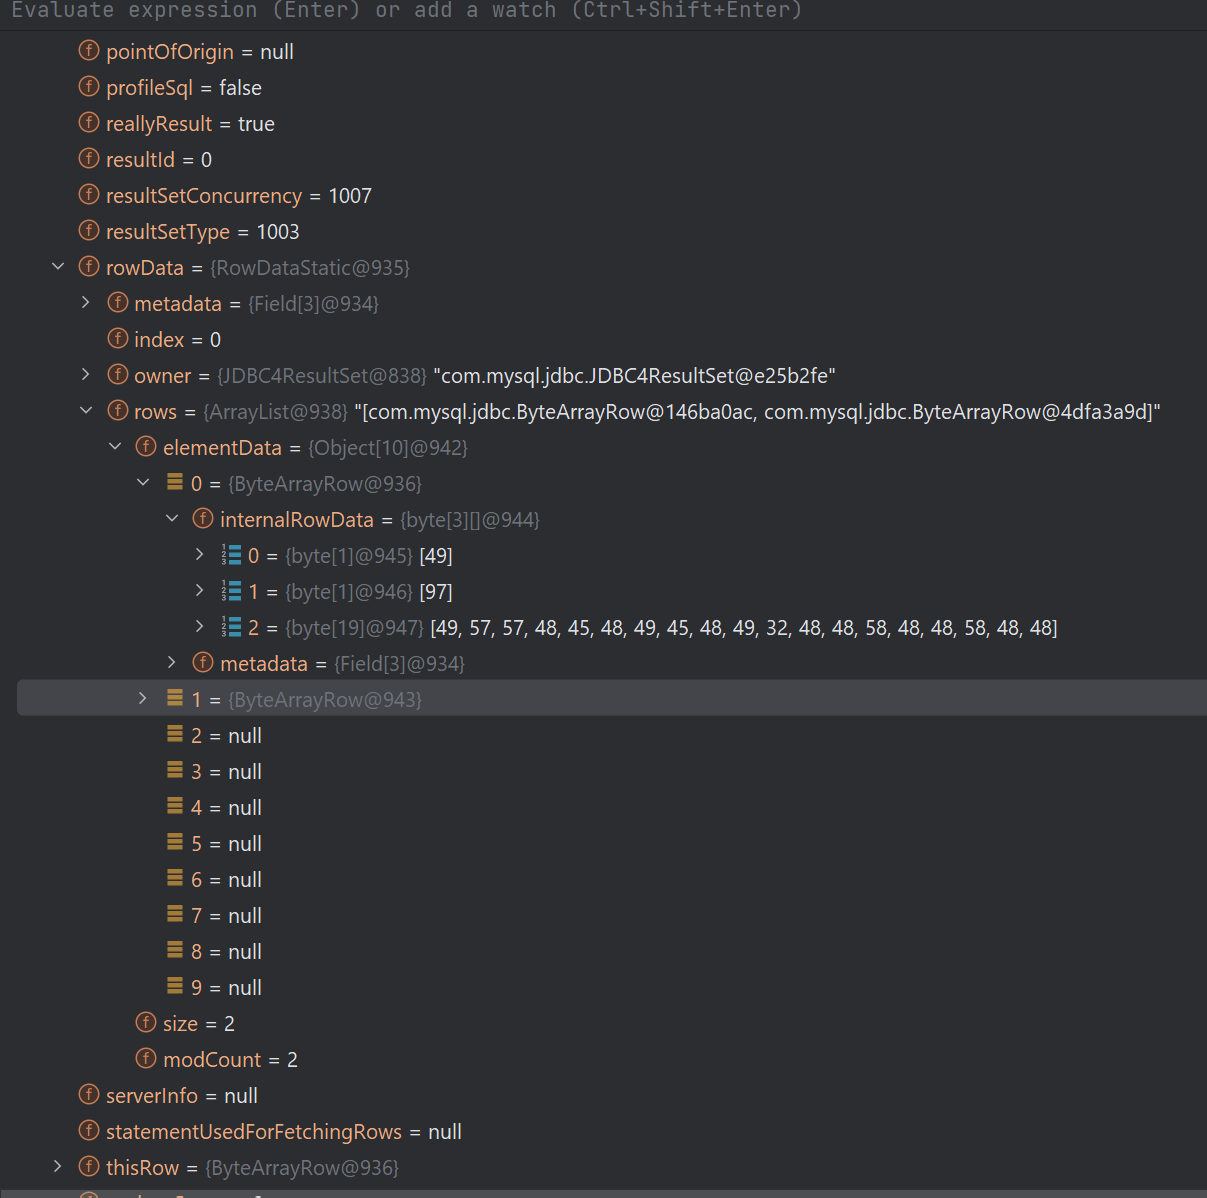 Evaluate expression (Enter) or add a watch (Ctrl+Shift+Enter)
f pointOfOrigin = null
f profileSql = false
f reallyResult = true
f resultId = 0
f resultSetConcurrency = 1007
f resultSetType = 1003
f rowData = {RowDataStatic@935}
f metadata = {Field[3]@934}
f index = 0
f owner = {JDBC4ResultSet@838} "com.mysql.jdbc.JDBC4ResultSet@e25b2fe"
f rows = {ArrayList@938} "[com.mysql.jdbc.ByteArrayRow@146ba0ac, com.mysql.jdbc.ByteArrayRow@4dfa3a9d]"
f elementData = {Object[10]@942}
0 = {ByteArrayRow@936}
f internalRowData = {byte[3][]@944}
0 = {byte[1]@945} [49]
1 = {byte[1]@946} [97]
2 = {byte[19]@947} [49, 57, 57, 48, 45, 48, 49, 45, 48, 49, 32, 48, 48, 58, 48, 48, 58, 48, 48]
f metadata = {Field[3]@934}
1 = {ByteArrayRow@943}
2 = null
3 = null
4 = null
5 = null
6 = null
7 = null
8 = null
9 = null
f size = 2
f modCount = 2
f serverInfo = null
f statementUsedForFetchingRows = null
f thisRow = {ByteArrayRow@936}